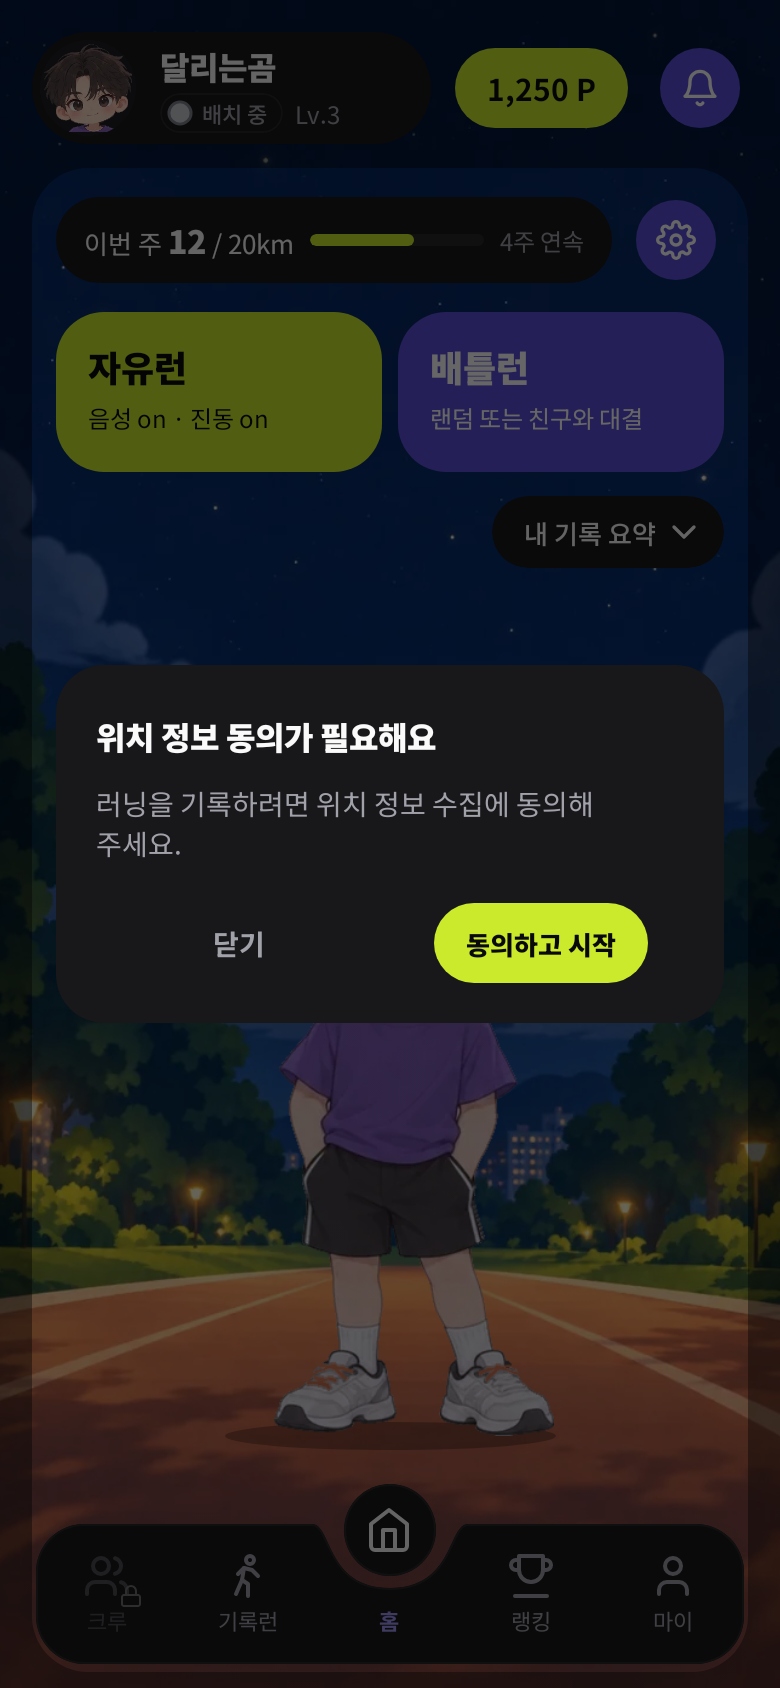 달리는곰
배치 중 Lv.3
1,250 P
이번 주 12 / 20km
4주 연속
자유런
음성 on · 진동 on
배틀런
랜덤 또는 친구와 대결
내 기록 요약
위치 정보 동의가 필요해요
러닝을 기록하려면 위치 정보 수집에 동의해
주세요.
닫기
동의하고 시작
크루
기록런
홈
랭킹
마이